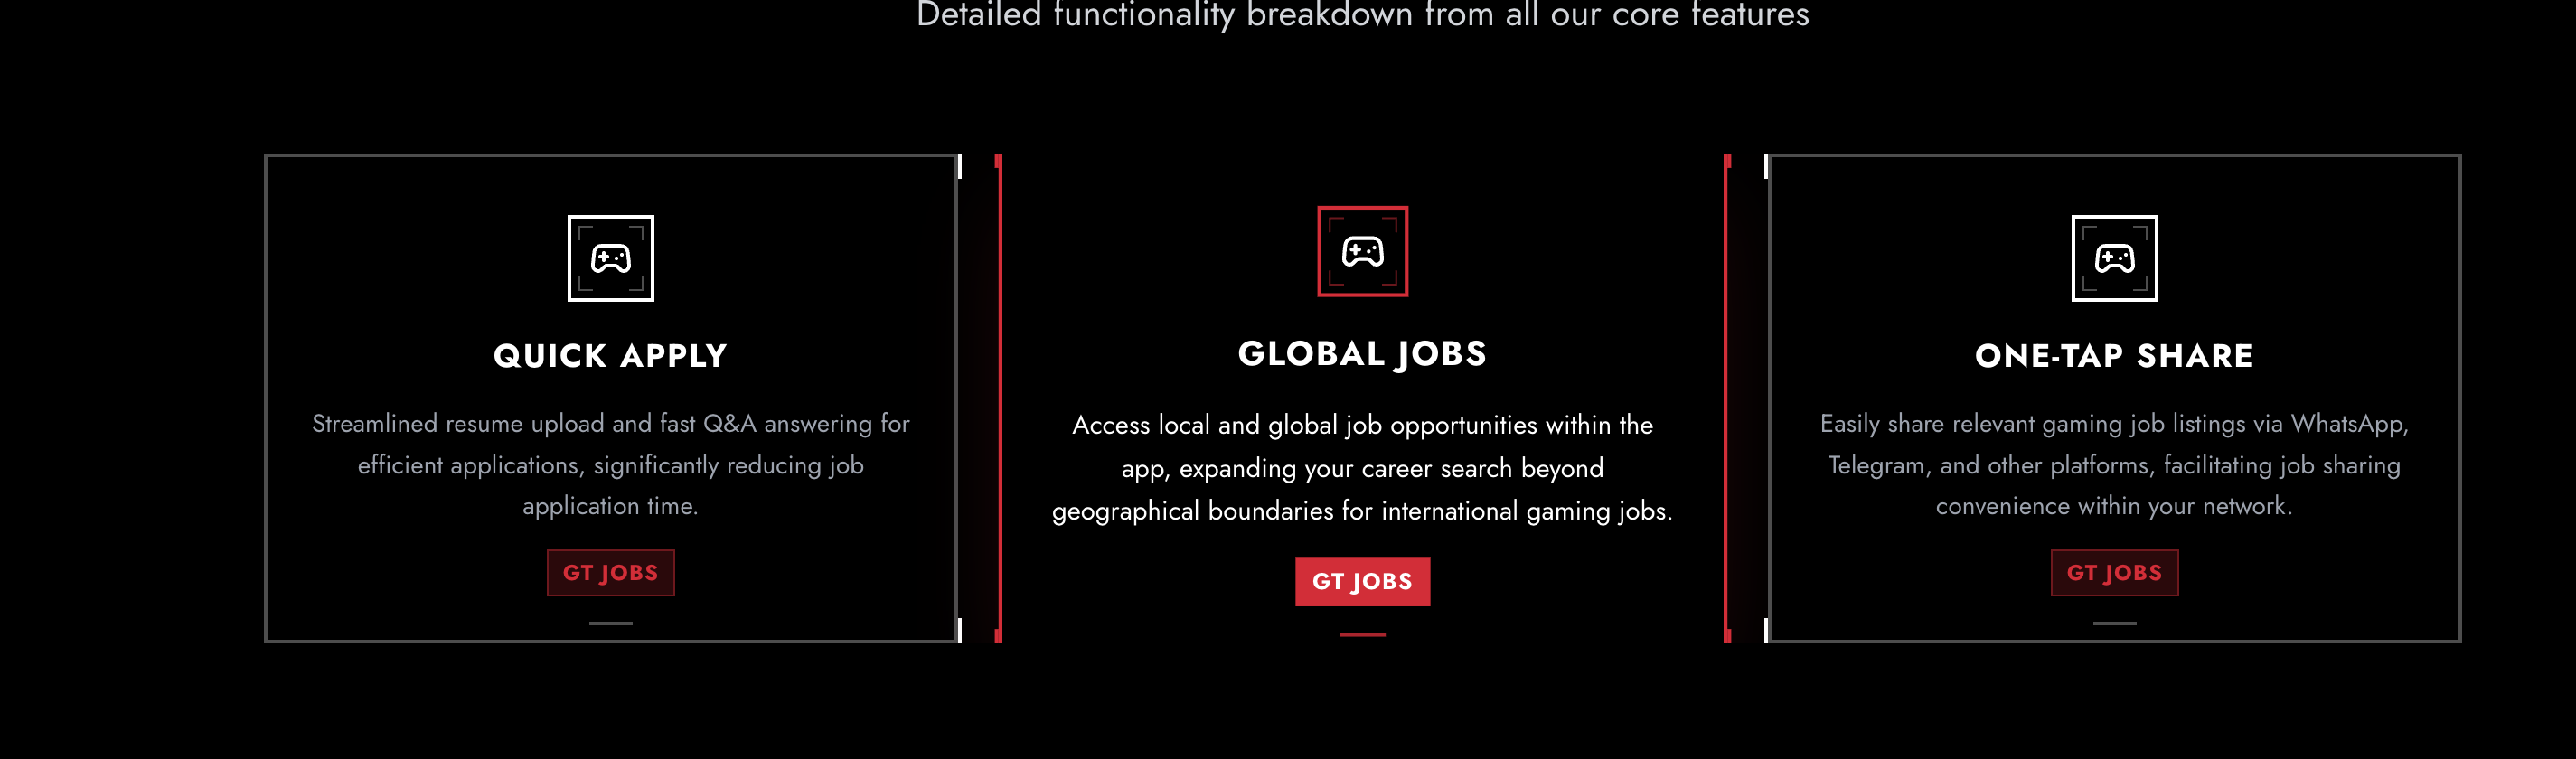 Detailed functionality breakdown from all our core features
QUICK APPLY
Streamlined resume upload and fast Q&A answering for
efficient applications, significantly reducing job
application time.
GT JOBS
GLOBAL JOBS
Access local and global job opportunities within the
app, expanding your career search beyond
geographical boundaries for international gaming jobs.
GT JOBS
ONE-TAP SHARE
Easily share relevant gaming job listings via WhatsApp,
Telegram, and other platforms, facilitating job sharing
convenience within your network.
GT JOBS